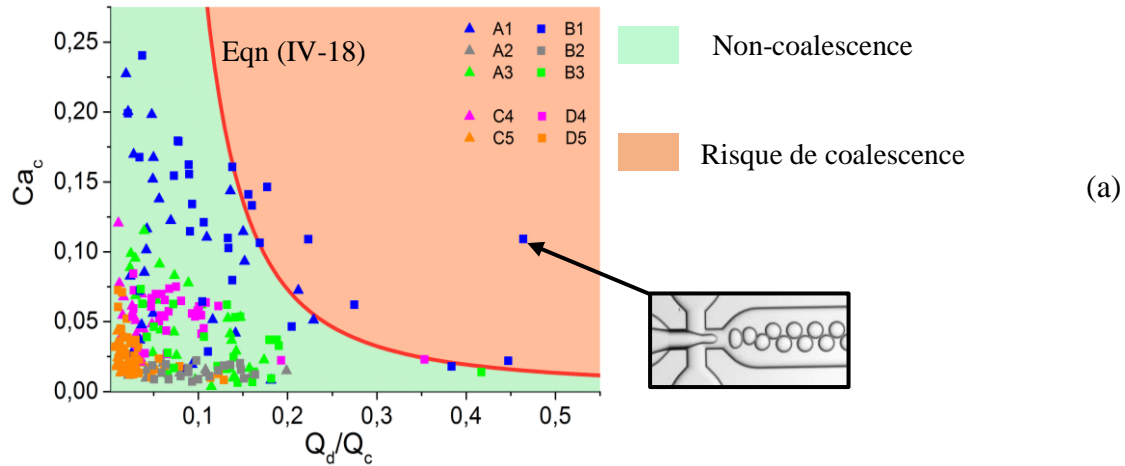 0,25
0,20
0,15
0,10
0,05
0,00
Ca_c
0,1
0,2
0,3
0,4
0,5
Q_d/Q_c
Eqn (IV-18)
A1 B1
A2 B2
A3 B3
C4 D4
C5 D5
Non-coalescence
Risque de coalescence
(a)